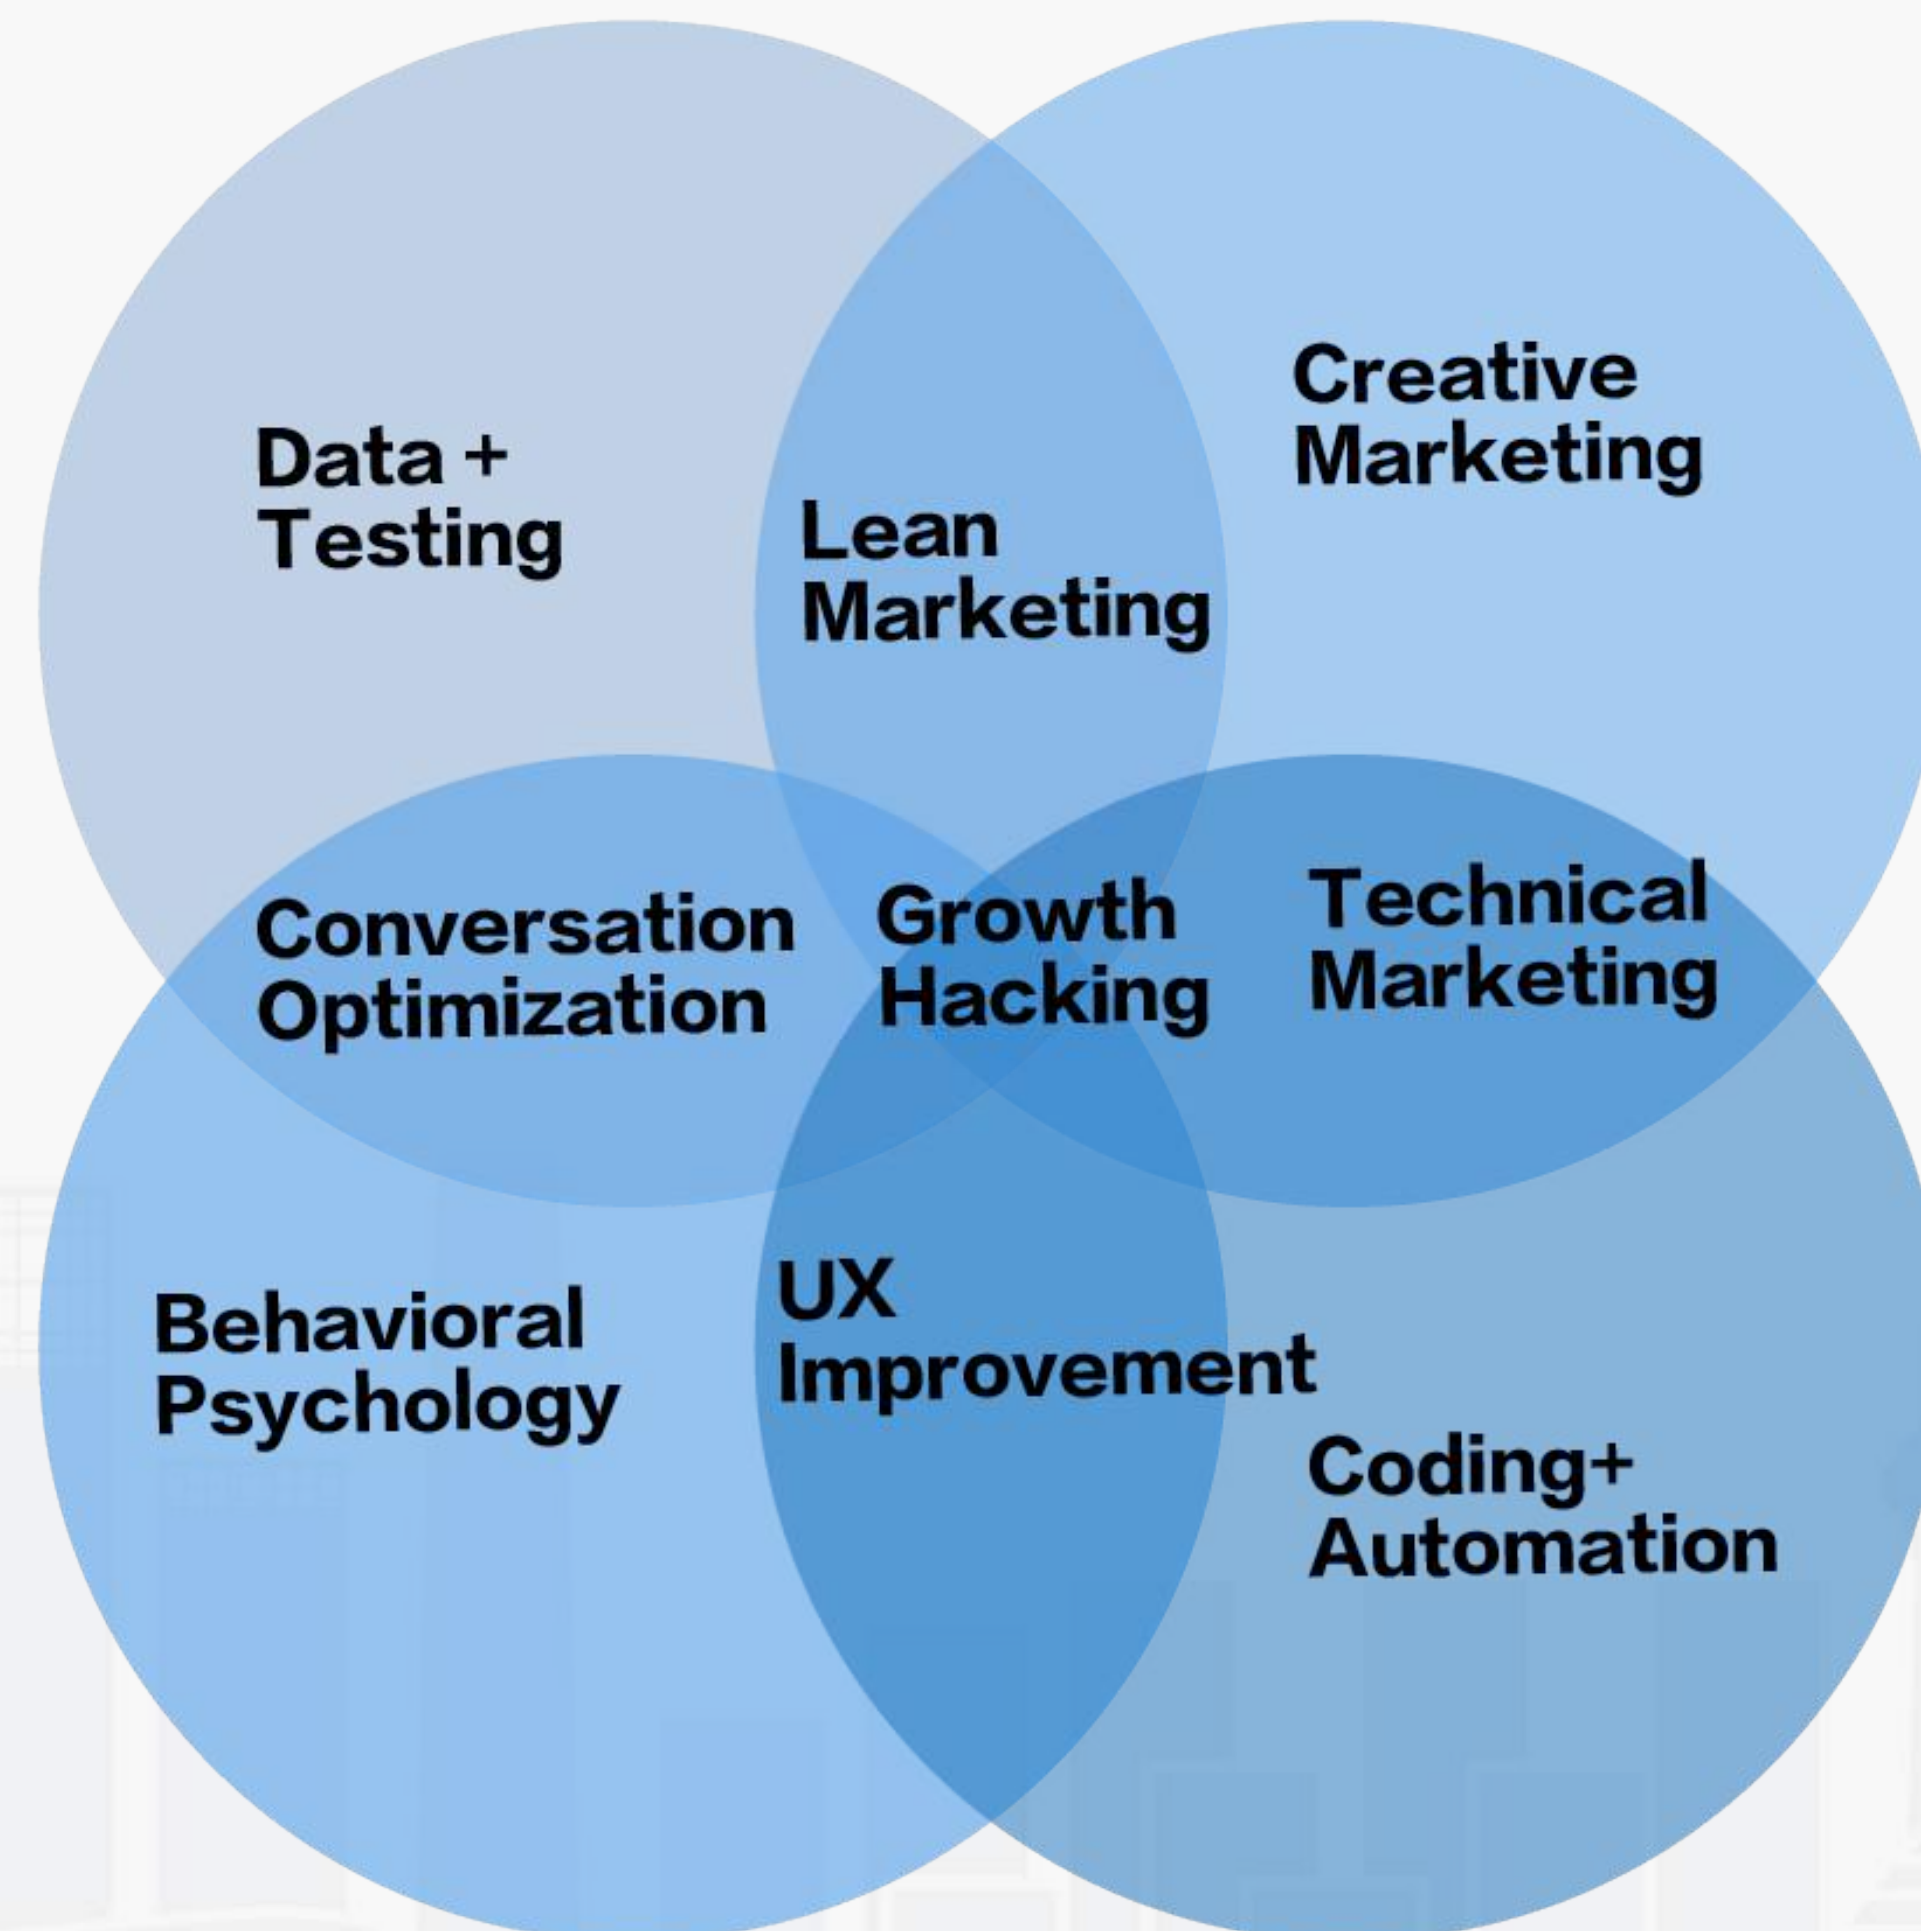 Data +
Testing
Creative
Marketing
Lean
Marketing
Conversation
Optimization
Growth
Hacking
Technical
Marketing
Behavioral
Psychology
UX
Improvement
Coding+
Automation